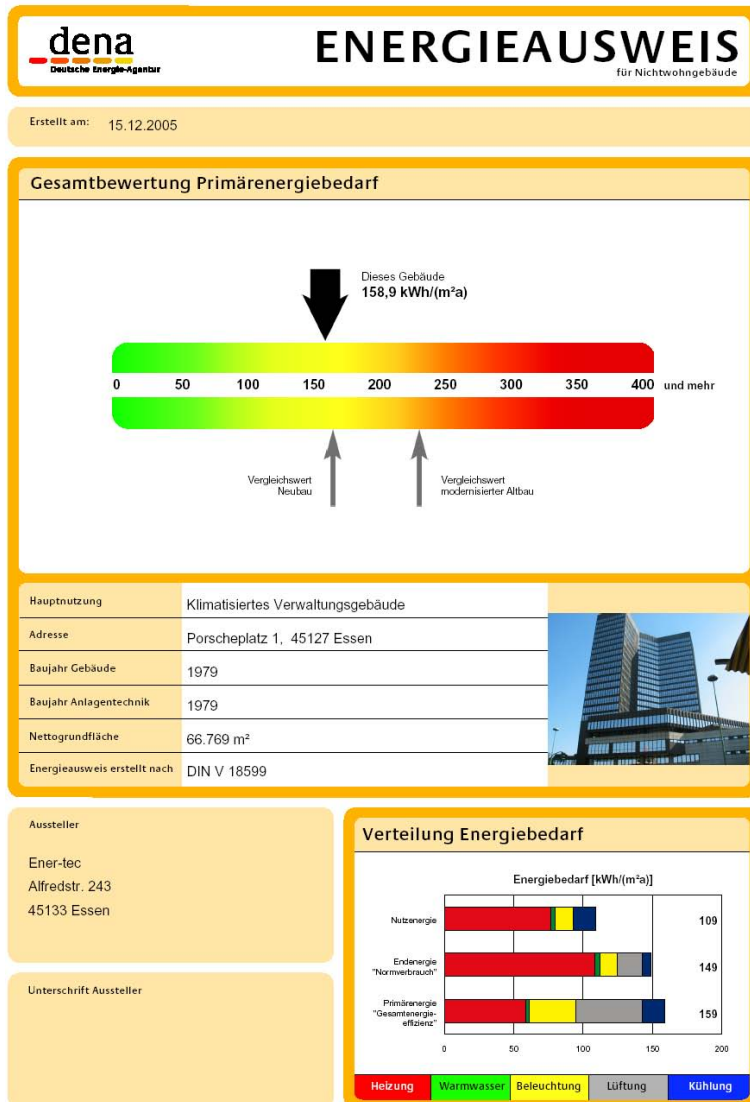 dena
Deutsche Energie-Agentur
ENERGIEAUSWEIS
für Nichtwohngebäude
Erstellt am: 15.12.2005
Gesamtbewertung Primärenergiebedarf
Dieses Gebäude
158,9 kWh/(m²a)
0 50 100 150 200 250 300 350 400 und mehr
Vergleichswert
Neubau
Vergleichswert
modernisierter Altbau
Hauptnutzung Klimatisiertes Verwaltungsgebäude
Adresse Porscheplatz 1, 45127 Essen
Baujahr Gebäude 1979
Baujahr Anlagentechnik 1979
Nettogrundfläche 66.769 m²
Energieausweis erstellt nach DIN V 18599
Aussteller
Ener-tec
Alfredstr. 243
45133 Essen
Unterschrift Aussteller
Verteilung Energiebedarf
Energiebedarf [kWh/(m²a)]
Nutzenergie 109
Endenergie
"Normverbrauch" 149
Primärenergie
"Gesamtenergie-
effizienz" 159
0 50 100 150 200
Heizung Warmwasser Beleuchtung Lüftung Kühlung